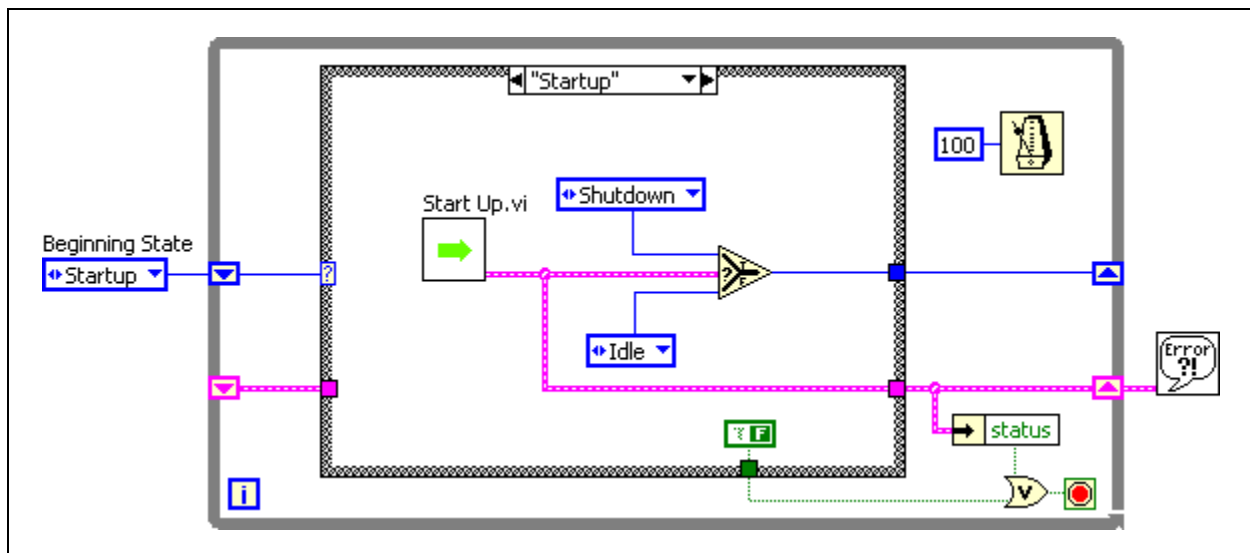 "Startup"
100
Shutdown
Start Up.vi
Beginning State
Startup
?
?
F
Idle
Error
?!
F
status
V
i